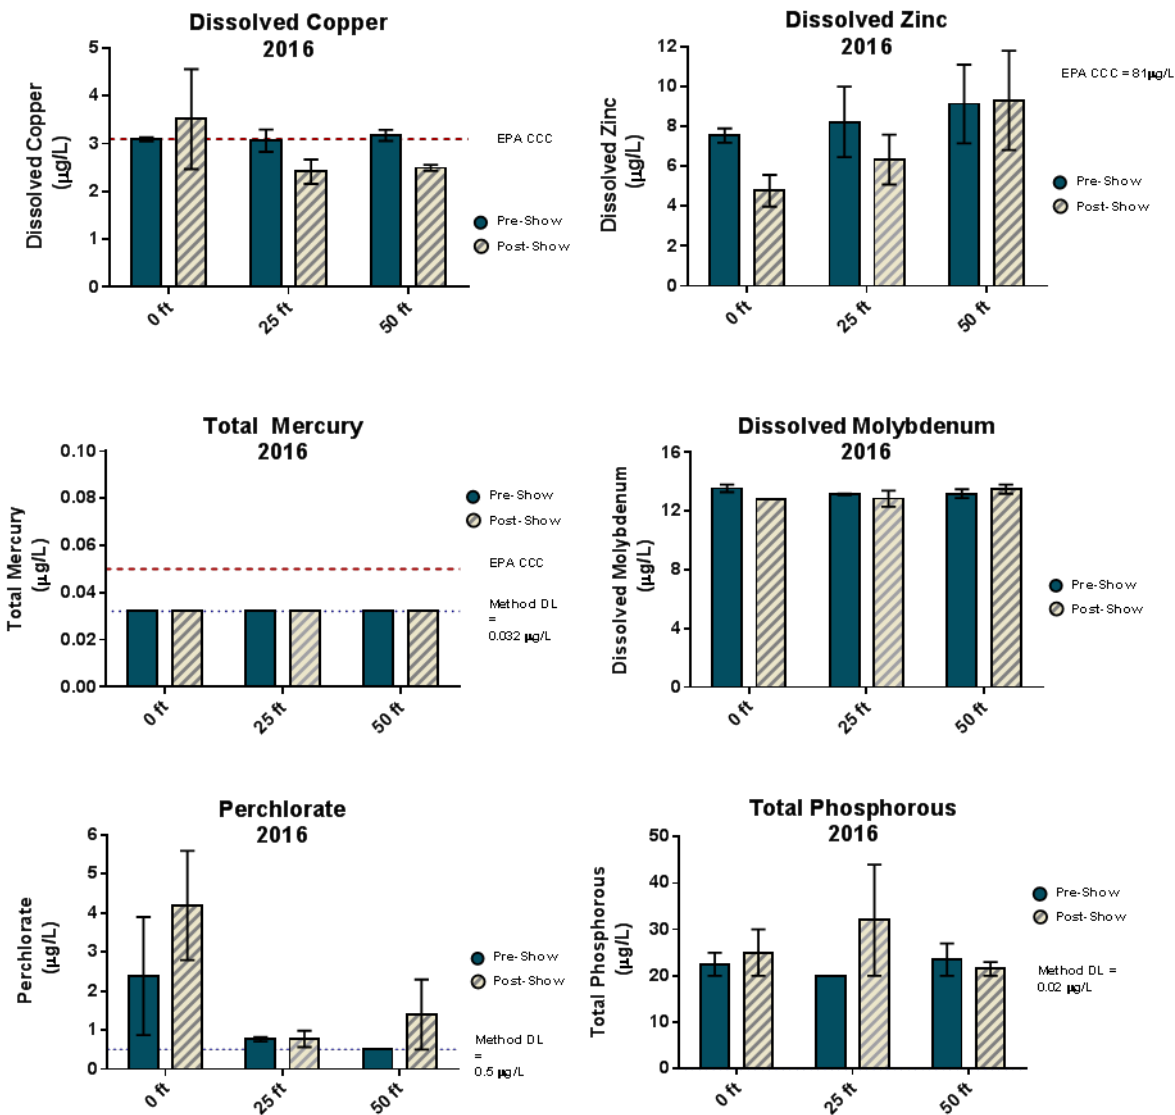 Dissolved Copper
2016
Dissolved Copper
(µg/L)
5
4
3
2
1
0
0 ft
25 ft
50 ft
EPA CCC
Pre-Show
Post-Show
Dissolved Zinc
2016
Dissolved Zinc
(µg/L)
12
10
8
6
4
2
0
0 ft
25 ft
50 ft
EPA CCC = 81µg/L
Pre-Show
Post-Show
Total Mercury
2016
Total Mercury
(µg/L)
0.10
0.08
0.06
0.04
0.02
0.00
0 ft
25 ft
50 ft
Pre-Show
Post-Show
EPA CCC
Method DL
=
0.032 µg/L
Dissolved Molybdenum
2016
Dissolved Molybdenum
(µg/L)
16
12
8
4
0
0 ft
25 ft
50 ft
Pre-Show
Post-Show
Perchlorate
2016
Perchlorate
(µg/L)
6
5
4
3
2
1
0
0 ft
25 ft
50 ft
Pre-Show
Post-Show
Method DL
=
0.5 µg/L
Total Phosphorous
2016
Total Phosphorous
(µg/L)
50
40
30
20
10
0
0 ft
25 ft
50 ft
Pre-Show
Post-Show
Method DL =
0.02 µg/L